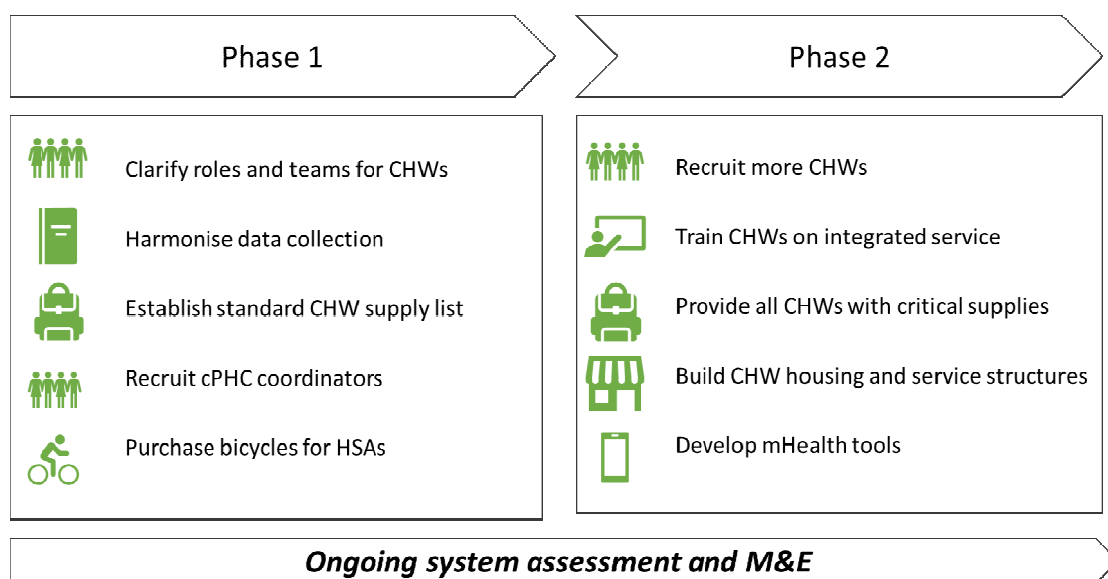 Phase 1
Clarify roles and teams for CHWs
Harmonise data collection
Establish standard CHW supply list
Recruit cPHC coordinators
Purchase bicycles for HSAs
Phase 2
Recruit more CHWs
Train CHWs on integrated service
Provide all CHWs with critical supplies
Build CHW housing and service structures
Develop mHealth tools
Ongoing system assessment and M&E